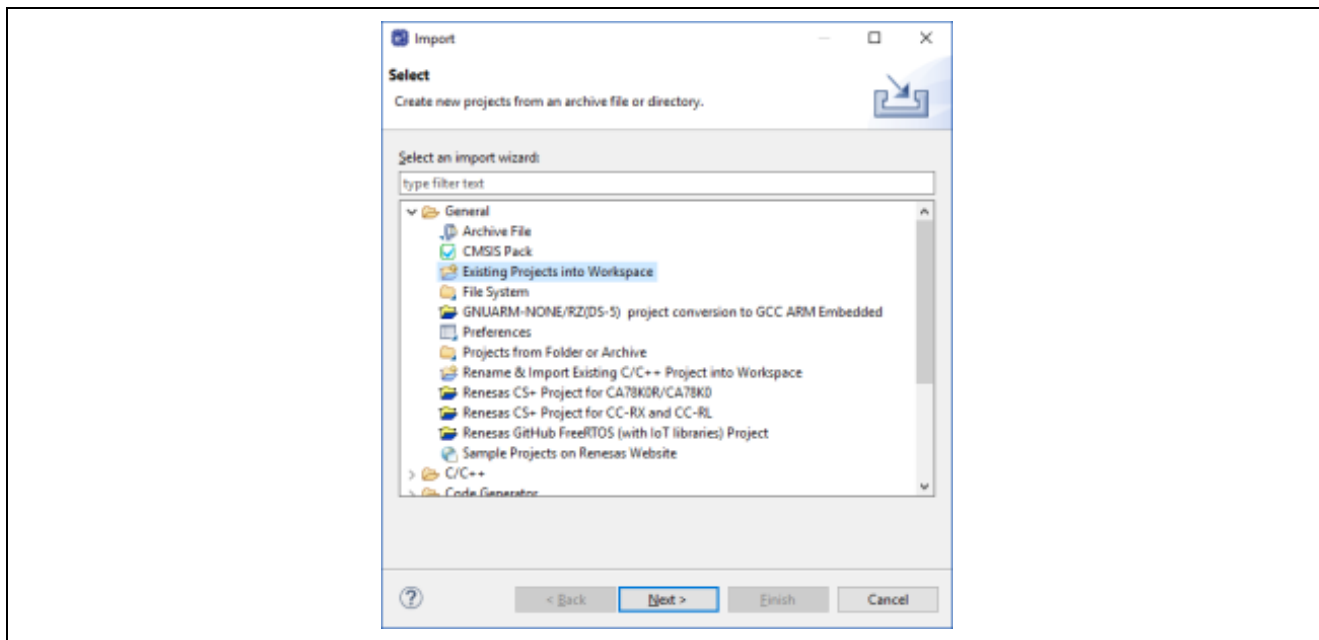 Import
Select
Create new projects from an archive file or directory.
Select an import wizard:
type filter text
General
Archive File
CMSIS Pack
Existing Projects into Workspace
File System
GNUARM-NONE/RZ(DS-5) project conversion to GCC ARM Embedded
Preferences
Projects from Folder or Archive
Rename & Import Existing C/C++ Project into Workspace
Renesas CS+ Project for CA78K0R/CA78K0
Renesas CS+ Project for CC-RX and CC-RL
Renesas GitHub FreeRTOS (with IoT libraries) Project
Sample Projects on Renesas Website
C/C++
Code Generator
< Back Next > Finish Cancel